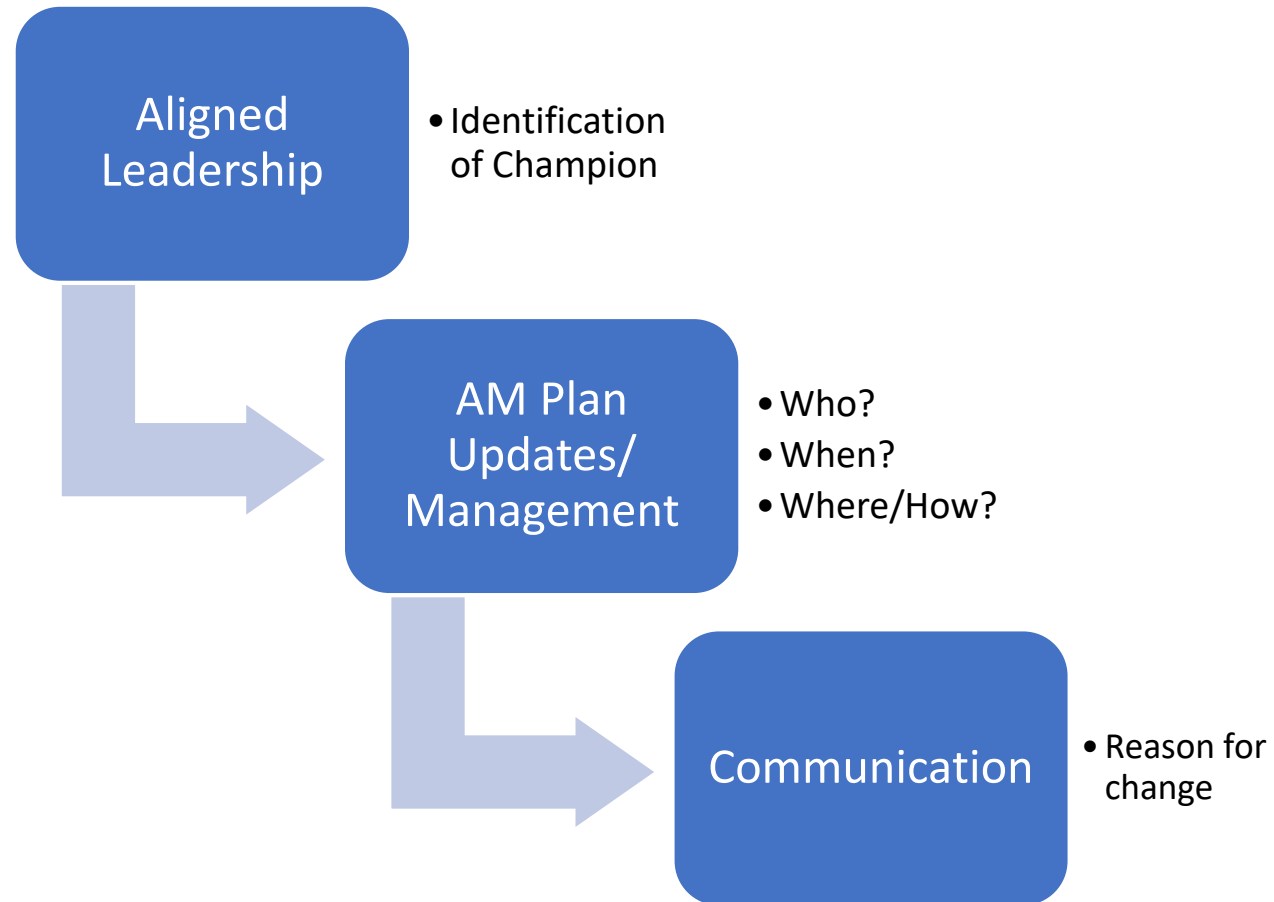 Aligned
Leadership
• Identification
of Champion
AM Plan
Updates/
Management
• Who?
• When?
• Where/How?
Communication
• Reason for
change